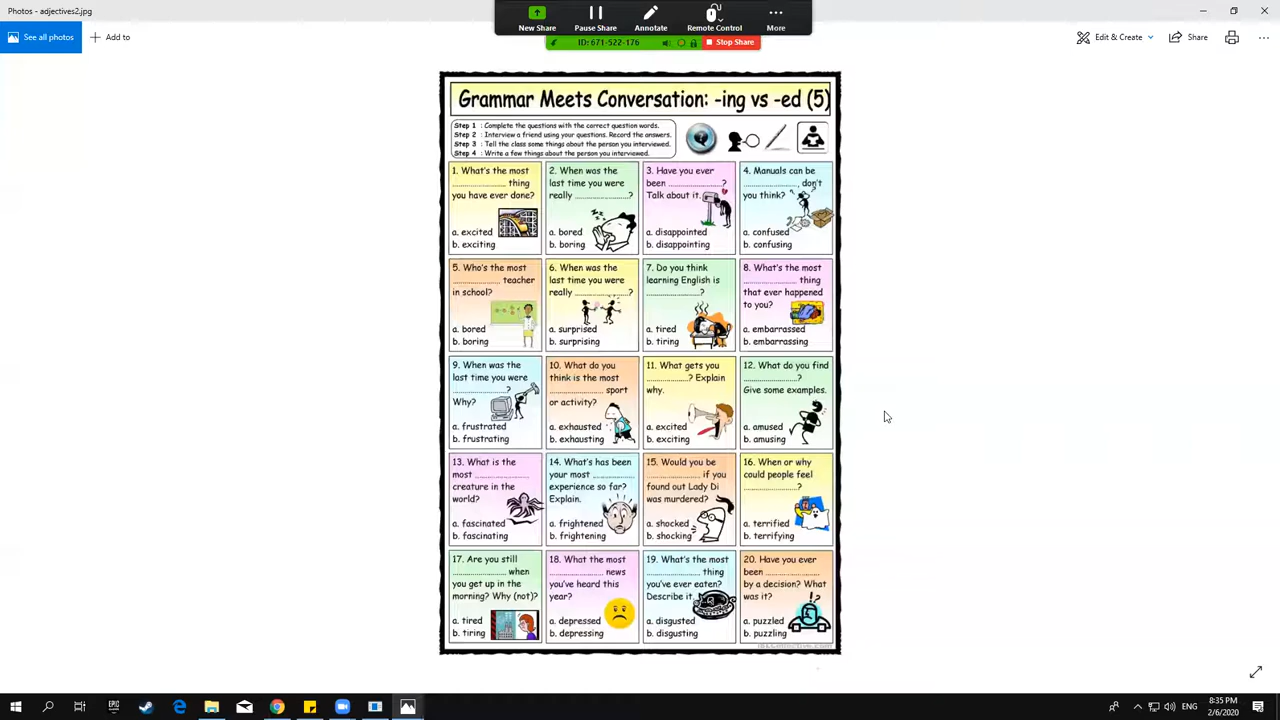 Photos - adjectives2.jpg
New Share
Pause Share
Annotate
Remote Control
More
See all photos
Add to
ID: 671-522-176
Stop Share
Edit & Create
Share
Grammar Meets Conversation: -ing vs -ed (5)
Step 1 : Complete the questions with the correct question words.
Step 2 : Interview a friend using your questions. Record the answers.
Step 3 : Tell the class some things about the person you interviewed.
Step 4 : Write a few things about the person you interviewed.
1. What's the most
........................ thing
you have ever done?
a. excited
b. exciting
2. When was the
last time you were
really ........................ ?
a. bored
b. boring
3. Have you ever
been ........................ ?
Talk about it.
a. disappointed
b. disappointing
4. Manuals can be
........................ , don't
you think?
a. confused
b. confusing
5. Who's the most
........................ teacher
in school?
a. bored
b. boring
6. When was the
last time you were
really ........................ ?
a. surprised
b. surprising
7. Do you think
learning English is
........................ ?
a. tired
b. tiring
8. What's the most
........................ thing
that ever happened
to you?
a. embarrassed
b. embarrassing
9. When was the
last time you were
........................ ?
Why?
a. frustrated
b. frustrating
10. What do you
think is the most
........................ sport
or activity?
a. exhausted
b. exhausting
11. What gets you
........................ ? Explain
why.
a. excited
b. exciting
12. What do you find
........................ ?
Give some examples.
a. amused
b. amusing
13. What is the
most ........................
creature in the
world?
a. fascinated
b. fascinating
14. What's has been
your most ........................
experience so far?
Explain.
a. frightened
b. frightening
15. Would you be
........................ if you
found out Lady Di
was murdered?
a. shocked
b. shocking
16. When or why
could people feel
........................ ?
a. terrified
b. terrifying
17. Are you still
........................ when
you get up in the
morning? Why (not)?
a. tired
b. tiring
18. What the most
........................ news
you've heard this
year?
a. depressed
b. depressing
19. What's the most
........................ thing
you've ever eaten?
Describe it.
a. disgusted
b. disgusting
20. Have you ever
been ........................
by a decision? What
was it?
a. puzzled
b. puzzling
8:35 PM
2/6/2020